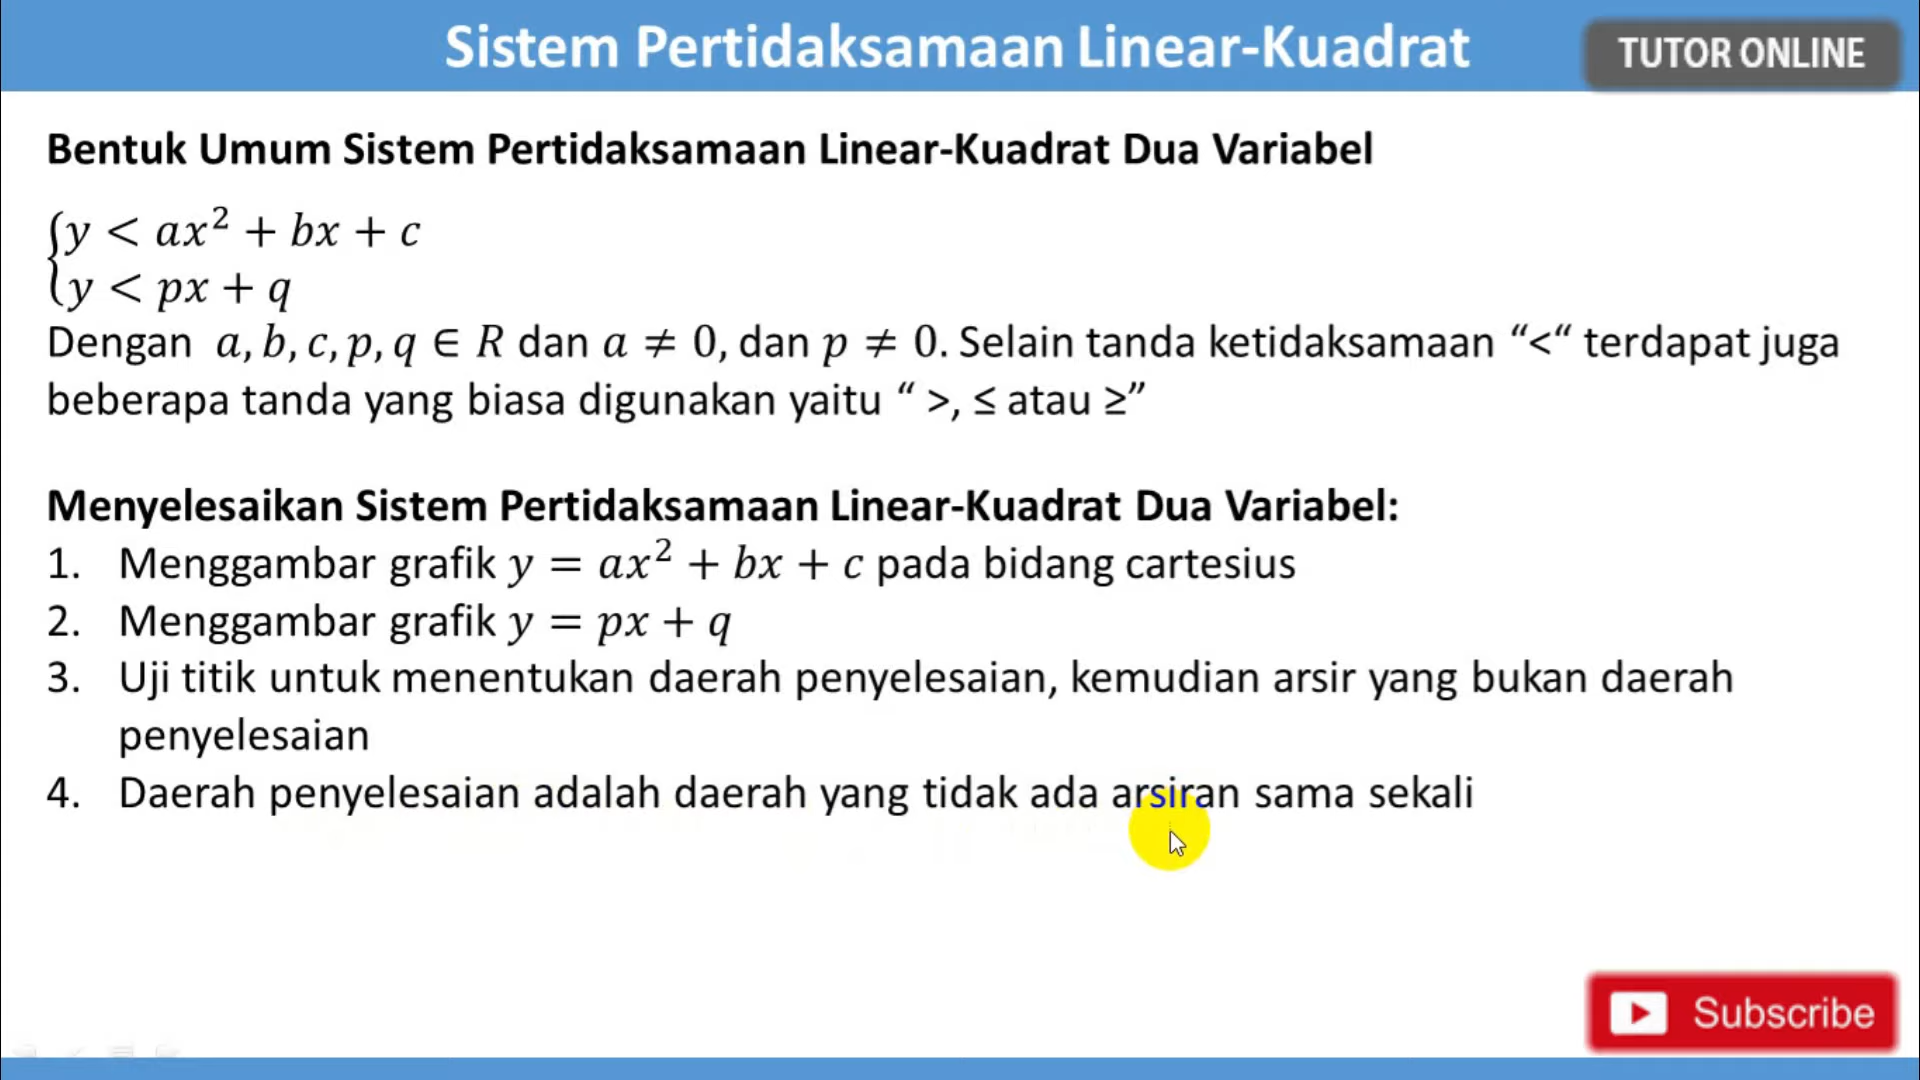 Sistem Pertidaksamaan Linear-Kuadrat
TUTOR ONLINE
Bentuk Umum Sistem Pertidaksamaan Linear-Kuadrat Dua Variabel
{y < ax² + bx + c
y < px + q
Dengan a, b, c, p, q ∈ R dan a ≠ 0, dan p ≠ 0. Selain tanda ketidaksamaan “<“ terdapat juga
beberapa tanda yang biasa digunakan yaitu “ >, ≤ atau ≥”
Menyelesaikan Sistem Pertidaksamaan Linear-Kuadrat Dua Variabel:
1. Menggambar grafik y = ax² + bx + c pada bidang cartesius
2. Menggambar grafik y = px + q
3. Uji titik untuk menentukan daerah penyelesaian, kemudian arsir yang bukan daerah
penyelesaian
4. Daerah penyelesaian adalah daerah yang tidak ada arsiran sama sekali
Subscribe